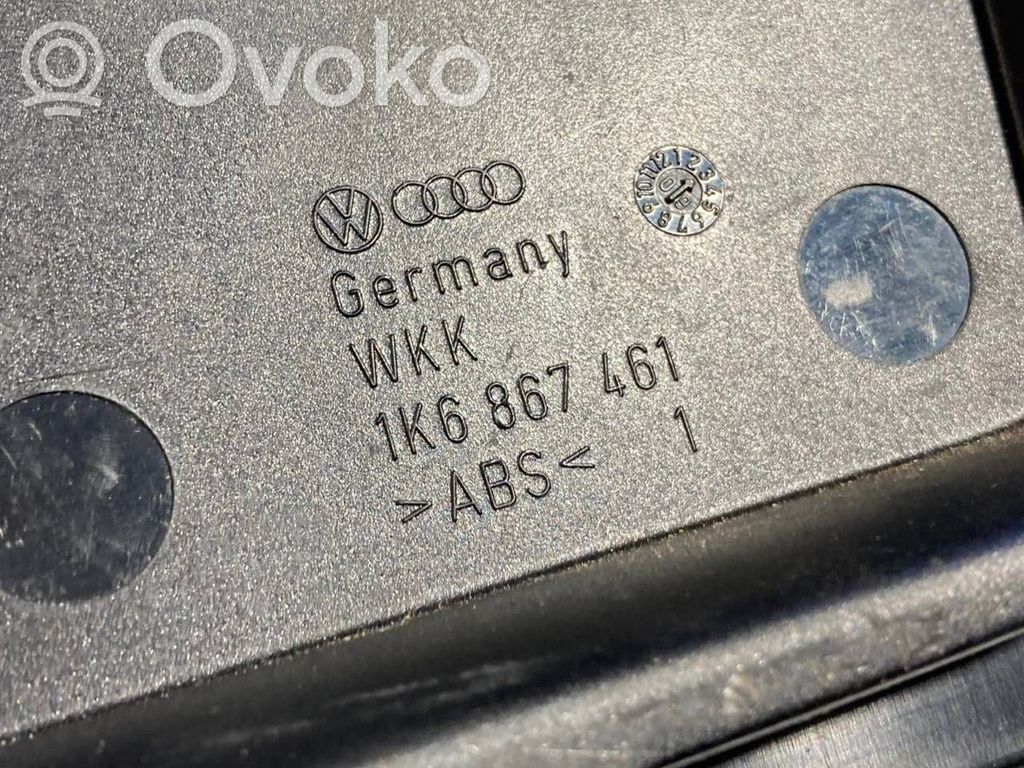 Ovoko
Germany
WKK
1K6 867 461
>ABS< 1